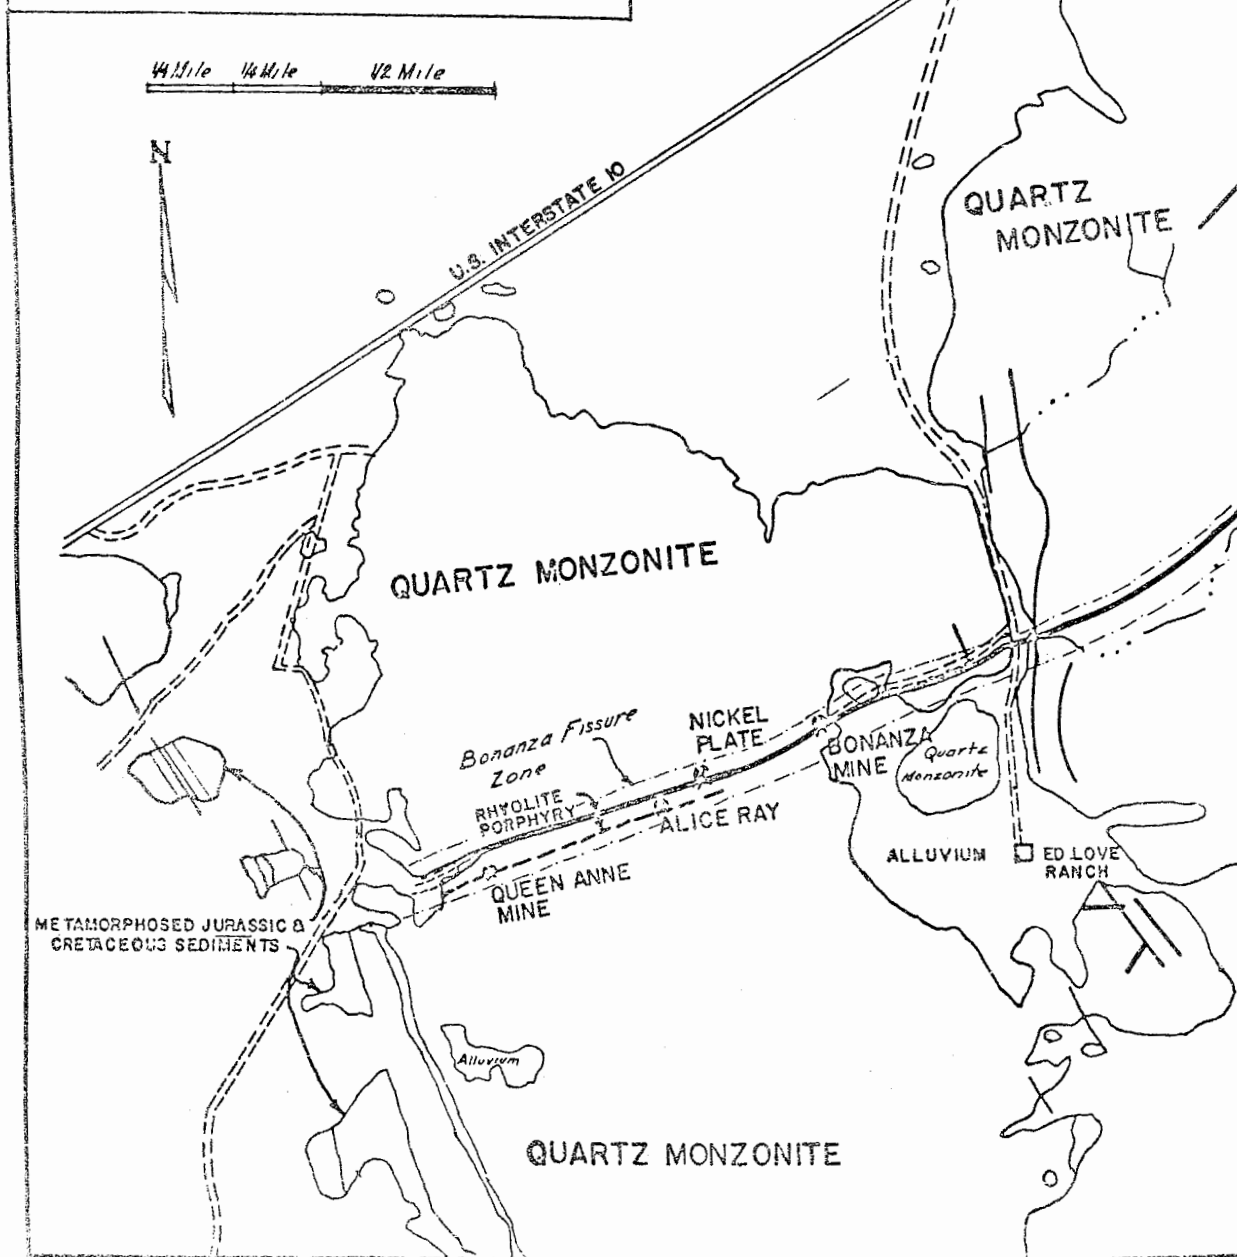 1/4 Mile 1/4 Mile 1/2 Mile
N
U.S. INTERSTATE 10
QUARTZ
MONZONITE
QUARTZ MONZONITE
Bonanza Fissure
Zone
NICKEL
PLATE
RHYOLITE
PORPHYRY
BONANZA
MINE
Quartz
Monzonite
ALICE RAY
QUEEN ANNE
MINE
ALLUVIUM
ED LOVE
RANCH
METAMORPHOSED JURASSIC &
CRETACEOUS SEDIMENTS
Alluvium
QUARTZ MONZONITE